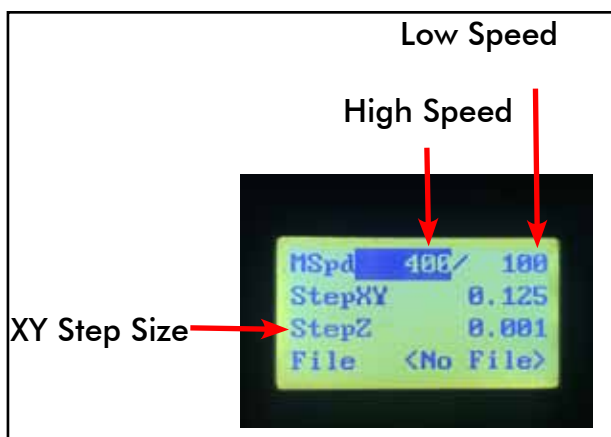 Low Speed
High Speed
MSpd 400/ 100
StepXY 0.125
XY Step Size
StepZ 0.001
File <No File>